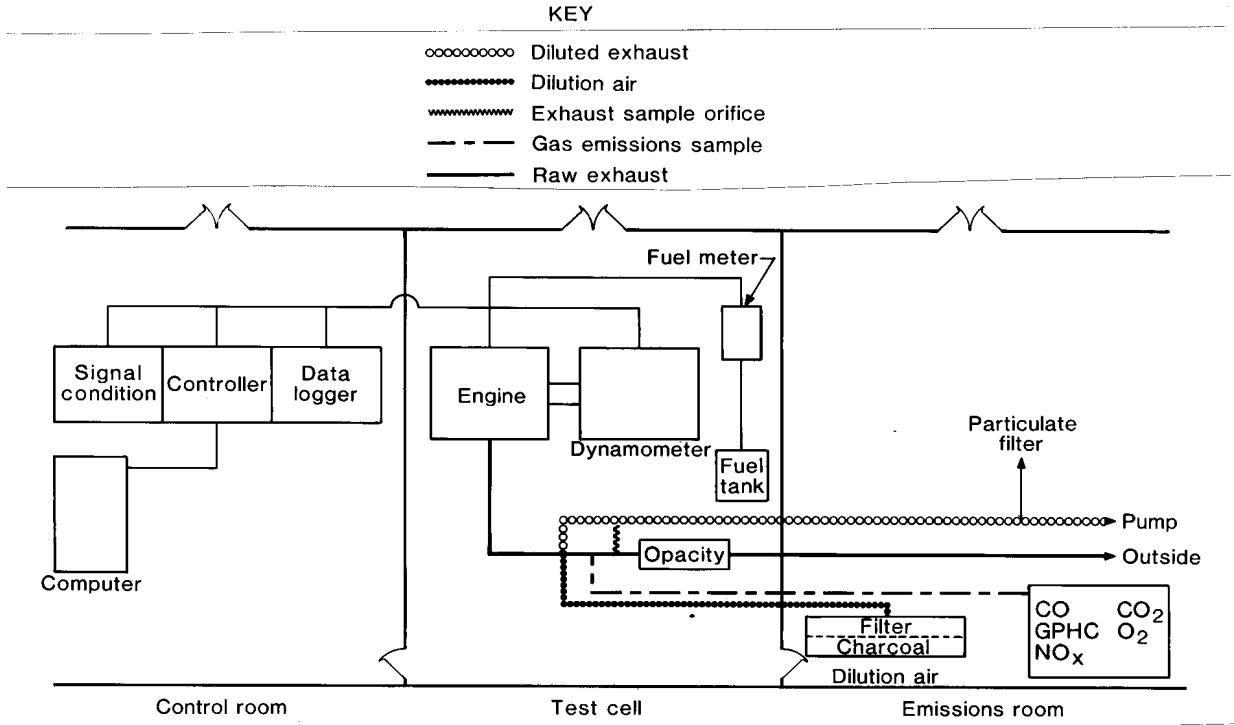 KEY
Diluted exhaust
Dilution air
Exhaust sample orifice
Gas emissions sample
Raw exhaust
Fuel meter
Signal
condition
Controller
Data
logger
Engine
Dynamometer
Fuel
tank
Particulate
filter
Computer
Pump
Opacity
Outside
CO CO₂
GPHC O₂
NOₓ
Filter
Charcoal
Dilution air
Control room
Test cell
Emissions room